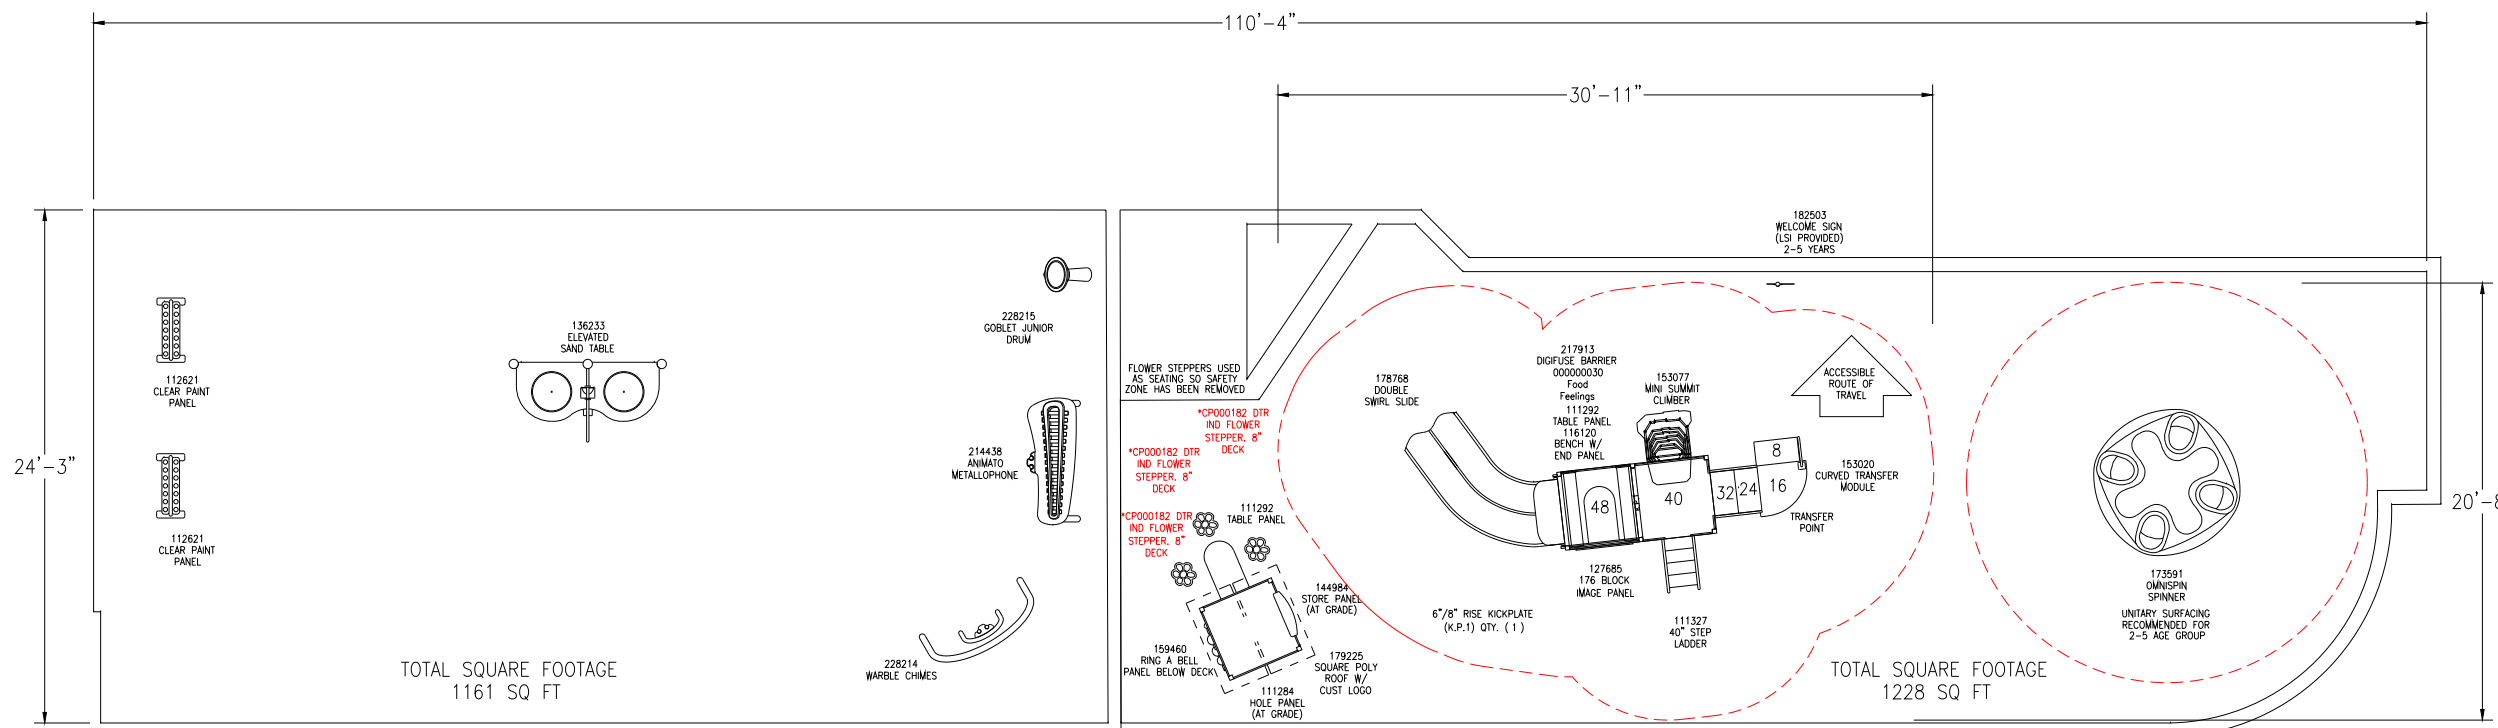 110'-4"
30'-11"
24'-3"
20'-8
182503
WELCOME SIGN
(LSI PROVIDED)
2-5 YEARS
136233
ELEVATED
SAND TABLE
228215
GOBLET JUNIOR
DRUM
112621
CLEAR PAINT
PANEL
112621
CLEAR PAINT
PANEL
214438
ANIMATO
METALLOPHONE
228214
WARBLE CHIMES
TOTAL SQUARE FOOTAGE
1161 SQ FT
FLOWER STEPPERS USED
AS SEATING SO SAFETY
ZONE HAS BEEN REMOVED
*CP000182 DTR
IND FLOWER
STEPPER, 8"
DECK
*CP000182 DTR
IND FLOWER
STEPPER, 8"
DECK
*CP000182 DTR
IND FLOWER
STEPPER, 8"
DECK
111292
TABLE PANEL
144984
STORE PANEL
(AT GRADE)
159460
RING A BELL
PANEL BELOW DECK
179225
SQUARE POLY
ROOF W/
CUST LOGO
111284
HOLE PANEL
(AT GRADE)
178768
DOUBLE
SWIRL SLIDE
217913
DIGIFUSE BARRIER
000000030
Food
Feelings
111292
TABLE PANEL
116120
BENCH W/
END PANEL
153077
MINI SUMMIT
CLIMBER
ACCESSIBLE
ROUTE OF
TRAVEL
48
40
32
24
16
8
153020
CURVED TRANSFER
MODULE
TRANSFER
POINT
127685
176 BLOCK
IMAGE PANEL
6"/8" RISE KICKPLATE
(K.P.1) QTY. ( 1 )
111327
40" STEP
LADDER
173591
OMNISPIN
SPINNER
UNITARY SURFACING
RECOMMENDED FOR
2-5 AGE GROUP
TOTAL SQUARE FOOTAGE
1228 SQ FT